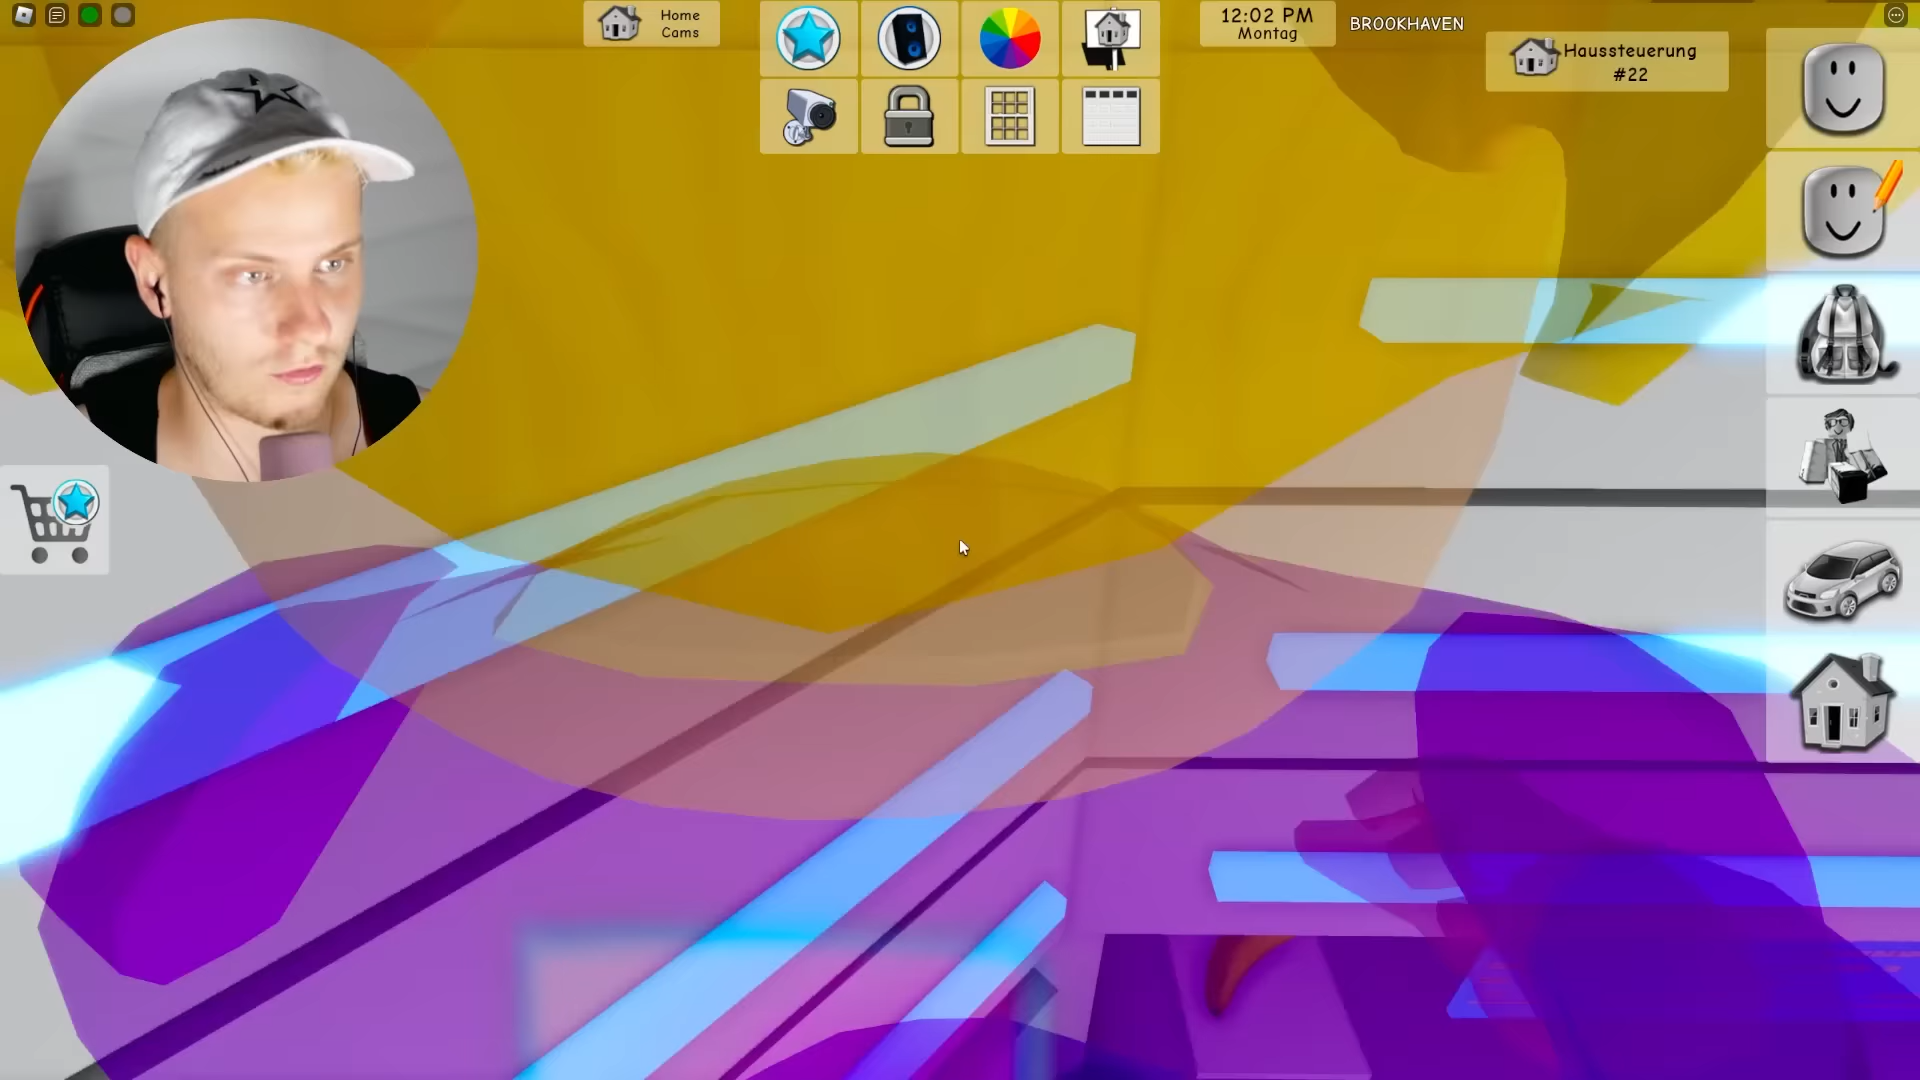 Home
Cams
12:02 PM
Montag
BROOKHAVEN
Haussteuerung
#22